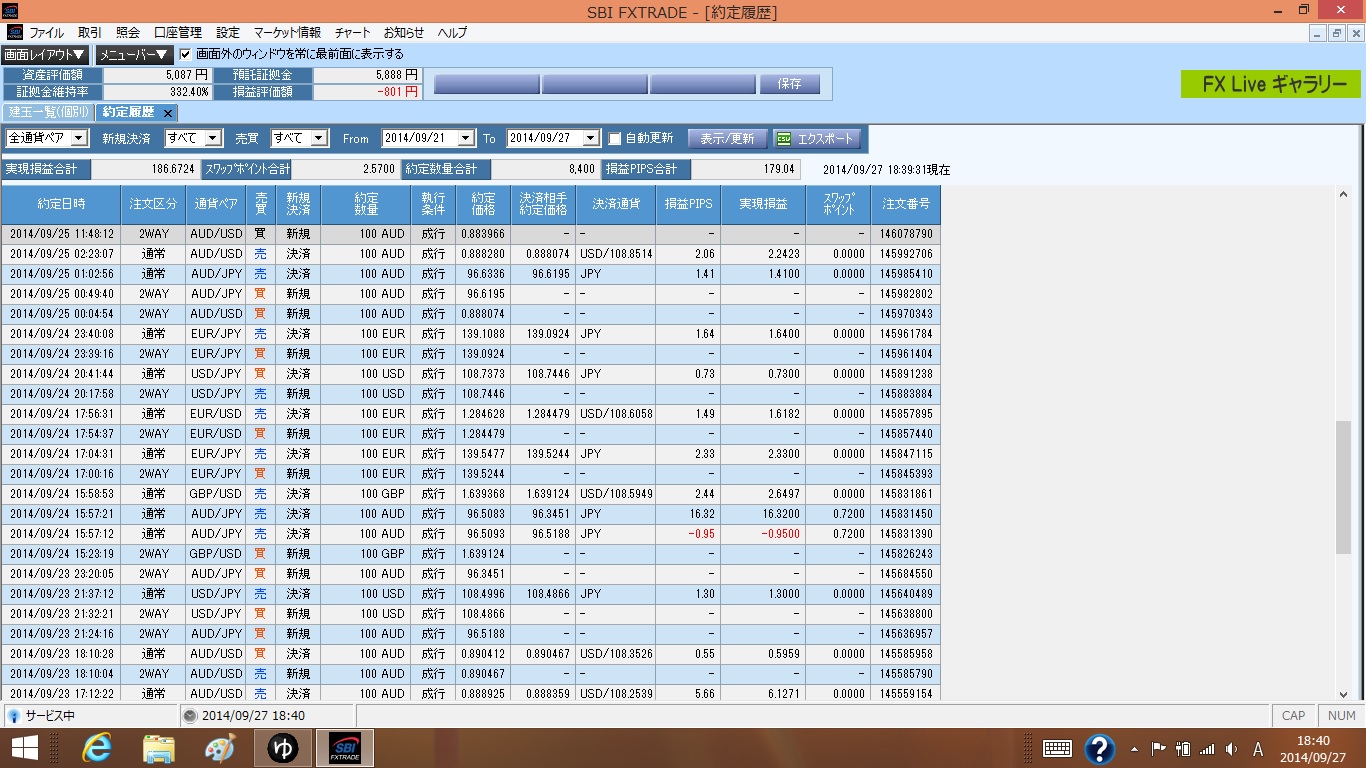 SBI FXTRADE - [約定履歴]
ファイル 取引 照会 口座管理 設定 マーケット情報 チャート お知らせ ヘルプ
画面レイアウト▼ メニューバー▼ 画面外のウィンドウを常に最前面に表示する
資産評価額 5,087 円 預託証拠金 5,888 円
証拠金維持率 332.40% 損益評価額 -801 円
保存
FX Live ギャラリー
建玉一覧(個別) 約定履歴 ×
全通貨ペア 新規決済 すべて 売買 すべて From 2014/09/21 To 2014/09/27 自動更新 表示/更新 CSV エクスポート
実現損益合計 186.6724 スワップポイント合計 2.5700 約定数量合計 8,400 損益PIPS合計 179.04 2014/09/27 18:39:31現在
約定日時 注文区分 通貨ペア 売買 新規決済 約定数量 執行条件 約定価格 決済相手約定価格 決済通貨 損益PIPS 実現損益 スワップポイント 注文番号
2014/09/25 11:48:12 2WAY AUD/USD 買 新規 100 AUD 成行 0.883966 - - - - - 146078790
2014/09/25 02:23:07 通常 AUD/USD 売 決済 100 AUD 成行 0.888280 0.888074 USD/108.8514 2.06 2.2423 0.0000 145992706
2014/09/25 01:02:56 通常 AUD/JPY 売 決済 100 AUD 成行 96.6336 96.6195 JPY 1.41 1.4100 0.0000 145985410
2014/09/25 00:49:40 2WAY AUD/JPY 買 新規 100 AUD 成行 96.6195 - - - - - 145982802
2014/09/25 00:04:54 2WAY AUD/USD 買 新規 100 AUD 成行 0.888074 - - - - - 145970343
2014/09/24 23:40:08 通常 EUR/JPY 売 決済 100 EUR 成行 139.1088 139.0924 JPY 1.64 1.6400 0.0000 145961784
2014/09/24 23:39:16 2WAY EUR/JPY 買 新規 100 EUR 成行 139.0924 - - - - - 145961404
2014/09/24 20:41:44 通常 USD/JPY 買 決済 100 USD 成行 108.7373 108.7446 JPY 0.73 0.7300 0.0000 145891238
2014/09/24 20:17:58 2WAY USD/JPY 売 新規 100 USD 成行 108.7446 - - - - - 145883884
2014/09/24 17:56:31 通常 EUR/USD 売 決済 100 EUR 成行 1.284628 1.284479 USD/108.6058 1.49 1.6182 0.0000 145857895
2014/09/24 17:54:37 2WAY EUR/USD 買 新規 100 EUR 成行 1.284479 - - - - - 145857440
2014/09/24 17:04:31 通常 EUR/JPY 売 決済 100 EUR 成行 139.5477 139.5244 JPY 2.33 2.3300 0.0000 145847115
2014/09/24 17:00:16 2WAY EUR/JPY 買 新規 100 EUR 成行 139.5244 - - - - - 145845393
2014/09/24 15:58:53 通常 GBP/USD 売 決済 100 GBP 成行 1.639368 1.639124 USD/108.5949 2.44 2.6497 0.0000 145831861
2014/09/24 15:57:21 通常 AUD/JPY 売 決済 100 AUD 成行 96.5083 96.3451 JPY 16.32 16.3200 0.7200 145831450
2014/09/24 15:57:12 通常 AUD/JPY 売 決済 100 AUD 成行 96.5093 96.5188 JPY -0.95 -0.9500 0.7200 145831390
2014/09/24 15:23:19 2WAY GBP/USD 買 新規 100 GBP 成行 1.639124 - - - - - 145826243
2014/09/23 23:20:05 2WAY AUD/JPY 買 新規 100 AUD 成行 96.3451 - - - - - 145684550
2014/09/23 21:37:12 通常 USD/JPY 売 決済 100 USD 成行 108.4996 108.4866 JPY 1.30 1.3000 0.0000 145640489
2014/09/23 21:32:21 2WAY USD/JPY 買 新規 100 USD 成行 108.4866 - - - - - 145638800
2014/09/23 21:24:16 2WAY AUD/JPY 買 新規 100 AUD 成行 96.5188 - - - - - 145636957
2014/09/23 18:10:28 通常 AUD/USD 買 決済 100 AUD 成行 0.890412 0.890467 USD/108.3526 0.55 0.5959 0.0000 145585958
2014/09/23 18:10:04 2WAY AUD/USD 売 新規 100 AUD 成行 0.890467 - - - - - 145585790
2014/09/23 17:12:22 通常 AUD/USD 売 決済 100 AUD 成行 0.888925 0.888359 USD/108.2539 5.66 6.1271 0.0000 145559154
サービス中 2014/09/27 18:40 CAP NUM
ゆ SBI FXTRADE A 18:40
2014/09/27